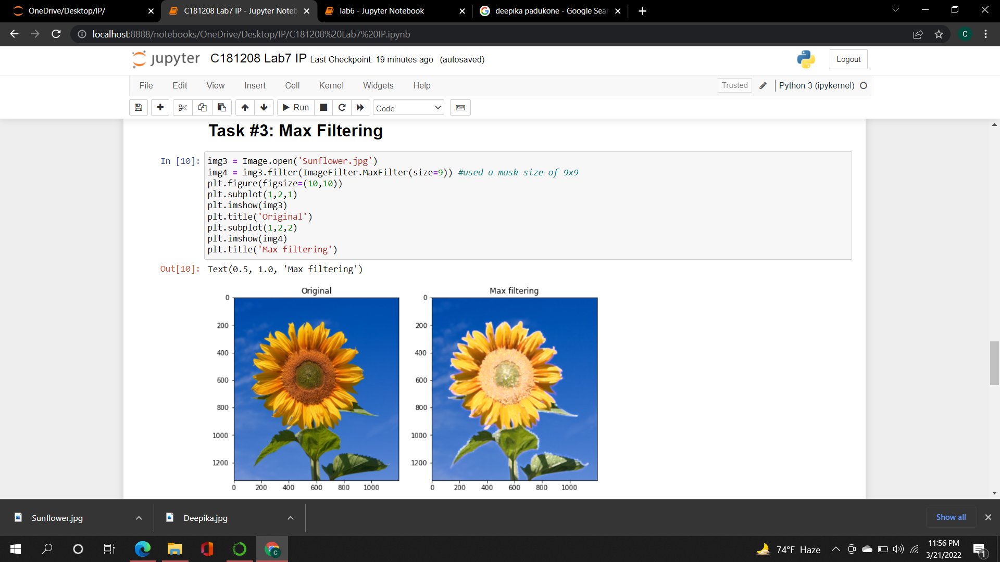 OneDrive/Desktop/IP/
C181208 Lab7 IP - Jupyter Noteb
lab6 - Jupyter Notebook
deepika padukone - Google Sear
localhost:8888/notebooks/OneDrive/Desktop/IP/C181208%20Lab7%20IP.ipynb
C
jupyter C181208 Lab7 IP Last Checkpoint: 19 minutes ago (autosaved)
Logout
File Edit View Insert Cell Kernel Widgets Help
Trusted Python 3 (ipykernel)
Run Code
Task #3: Max Filtering
In [10]: img3 = Image.open('Sunflower.jpg')
img4 = img3.filter(ImageFilter.MaxFilter(size=9)) #used a mask size of 9x9
plt.figure(figsize=(10,10))
plt.subplot(1,2,1)
plt.imshow(img3)
plt.title('Original')
plt.subplot(1,2,2)
plt.imshow(img4)
plt.title('Max filtering')
Out[10]: Text(0.5, 1.0, 'Max filtering')
Original
0
200
400
600
800
1000
1200
0 200 400 600 800 1000
Max filtering
0
200
400
600
800
1000
1200
0 200 400 600 800 1000
Sunflower.jpg
Deepika.jpg
Show all
C
74°F Haze
11:56 PM
3/21/2022
1